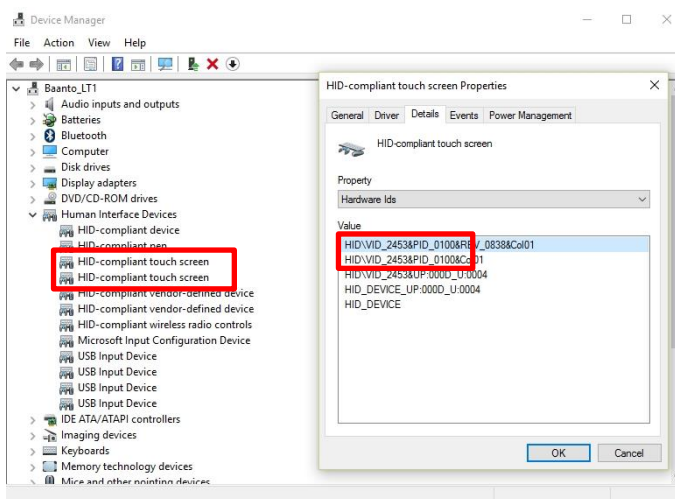 Device Manager
File Action View Help
Baanto_LT1
Audio inputs and outputs
Batteries
Bluetooth
Computer
Disk drives
Display adapters
DVD/CD-ROM drives
Human Interface Devices
HID-compliant device
HID-compliant pen
HID-compliant touch screen
HID-compliant touch screen
HID-compliant vendor-defined device
HID-compliant vendor-defined device
HID-compliant wireless radio controls
Microsoft Input Configuration Device
USB Input Device
USB Input Device
USB Input Device
USB Input Device
IDE ATA/ATAPI controllers
Imaging devices
Keyboards
Memory technology devices
Mice and other pointing devices
HID-compliant touch screen Properties
General Driver Details Events Power Management
HID-compliant touch screen
Property
Hardware Ids
Value
HID\VID_2453&PID_0100&REV_0838&Col01
HID\VID_2453&PID_0100&Col01
HID\VID_2453&UP:000D_U:0004
HID_DEVICE_UP:000D_U:0004
HID_DEVICE
OK Cancel